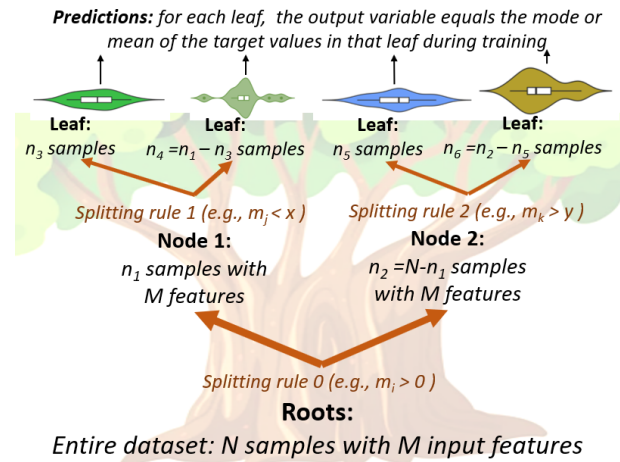 Predictions: for each leaf, the output variable equals the mode or
mean of the target values in that leaf during training
Leaf:
n₃ samples
Leaf:
n₄ =n₁ − n₃ samples
Leaf:
n₅ samples
Leaf:
n₆ =n₂ − n₅ samples
Splitting rule 1 (e.g., mⱼ < x )
Splitting rule 2 (e.g., mₖ > y )
Node 1:
n₁ samples with
M features
Node 2:
n₂ =N-n₁ samples
with M features
Splitting rule 0 (e.g., mᵢ > 0 )
Roots:
Entire dataset: N samples with M input features